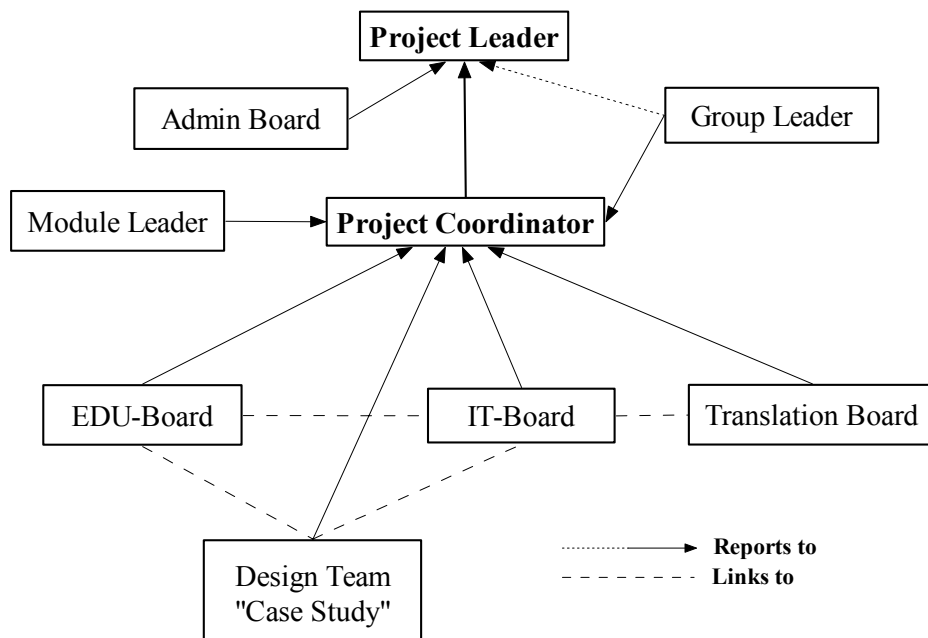 Project Leader
Admin Board
Group Leader
Module Leader
Project Coordinator
EDU-Board
IT-Board
Translation Board
Design Team
"Case Study"
Reports to
Links to